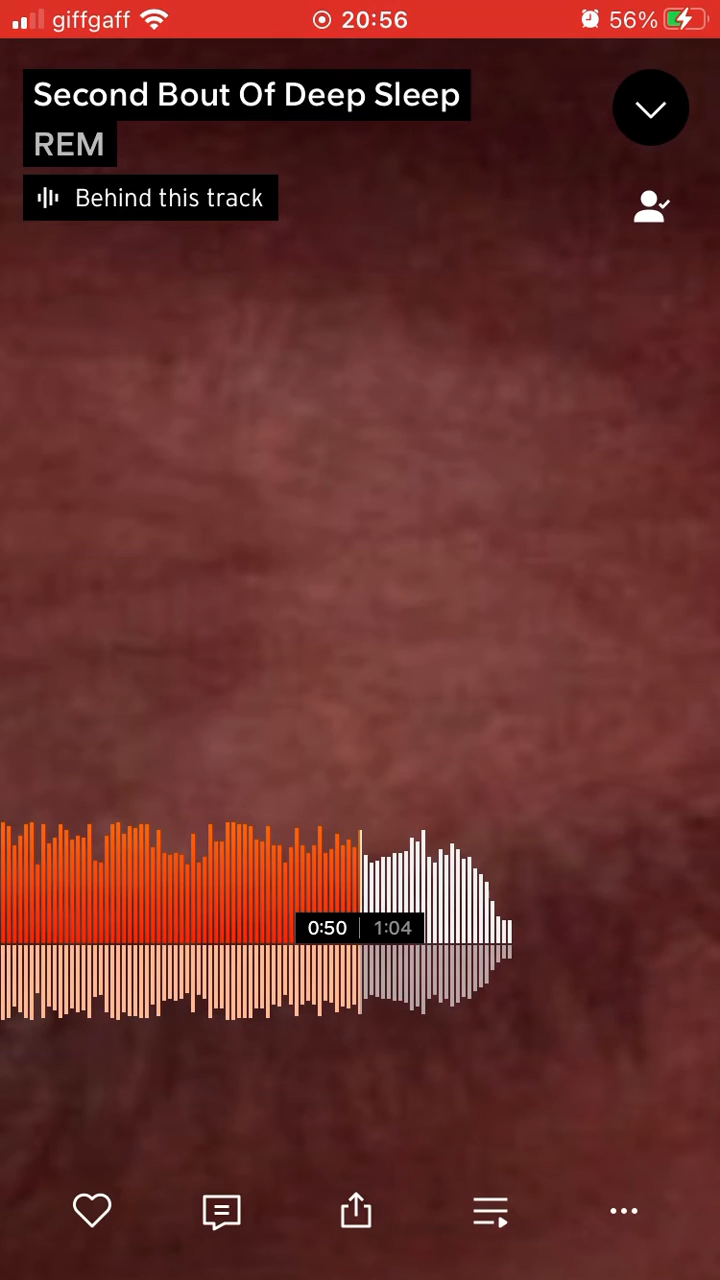 giffgaff 20:56 56%
Second Bout Of Deep Sleep
REM
Behind this track
0:50 1:04